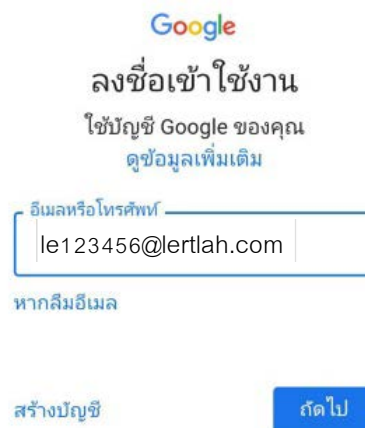 Google
ลงชื่อเข้าใช้งาน
ใช้บัญชี Google ของคุณ
ดูข้อมูลเพิ่มเติม
อีเมลหรือโทรศัพท์
le123456@lertlah.com
หากลืมอีเมล
สร้างบัญชี
ถัดไป